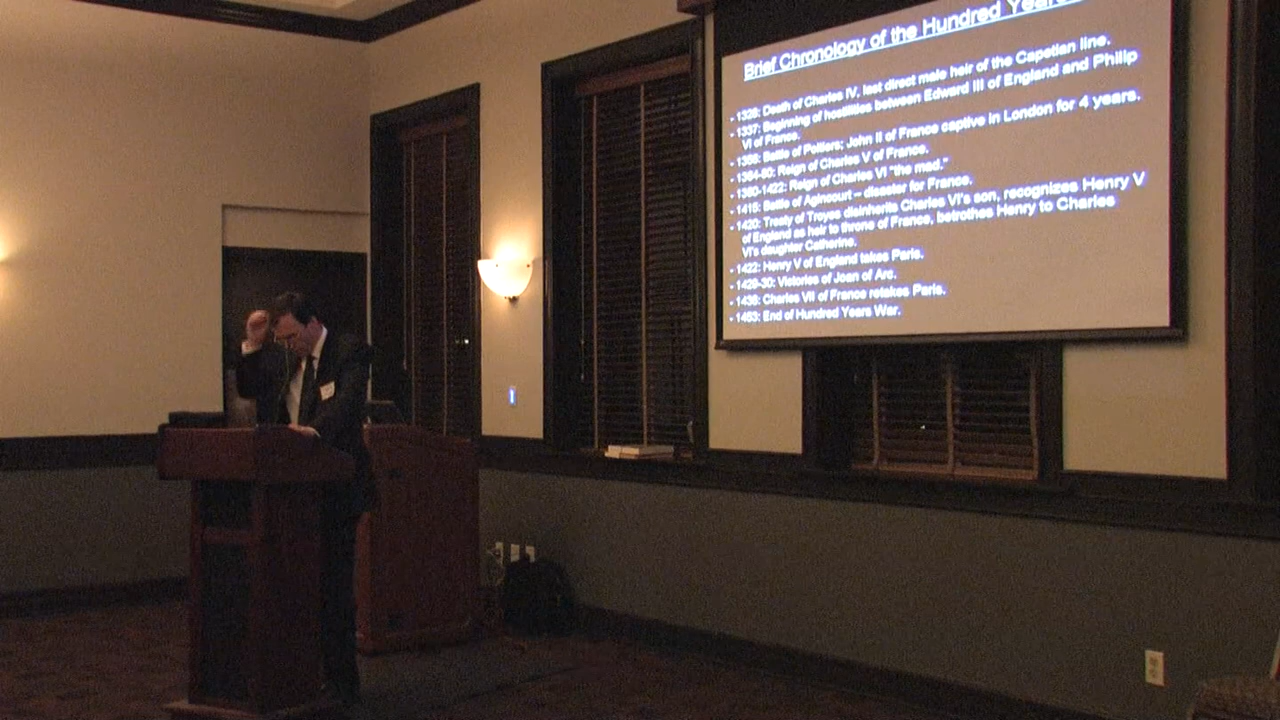 Brief Chronology of the Hundred Years
- 1328: Death of Charles IV, last direct male heir of the Capetian line.
- 1337: Beginning of hostilities between Edward III of England and Philip
VI of France.
- 1356: Battle of Poitiers; John II of France captive in London for 4 years.
- 1364-80: Reign of Charles V of France.
- 1380-1422: Reign of Charles VI "the mad."
- 1415: Battle of Agincourt – disaster for France.
- 1420: Treaty of Troyes disinherits Charles VI's son, recognizes Henry V
of England as heir to throne of France, betrothes Henry to Charles
VI's daughter Catherine.
- 1422: Henry V of England takes Paris.
- 1429-30: Victories of Joan of Arc.
- 1436: Charles VII of France retakes Paris.
- 1453: End of Hundred Years War.